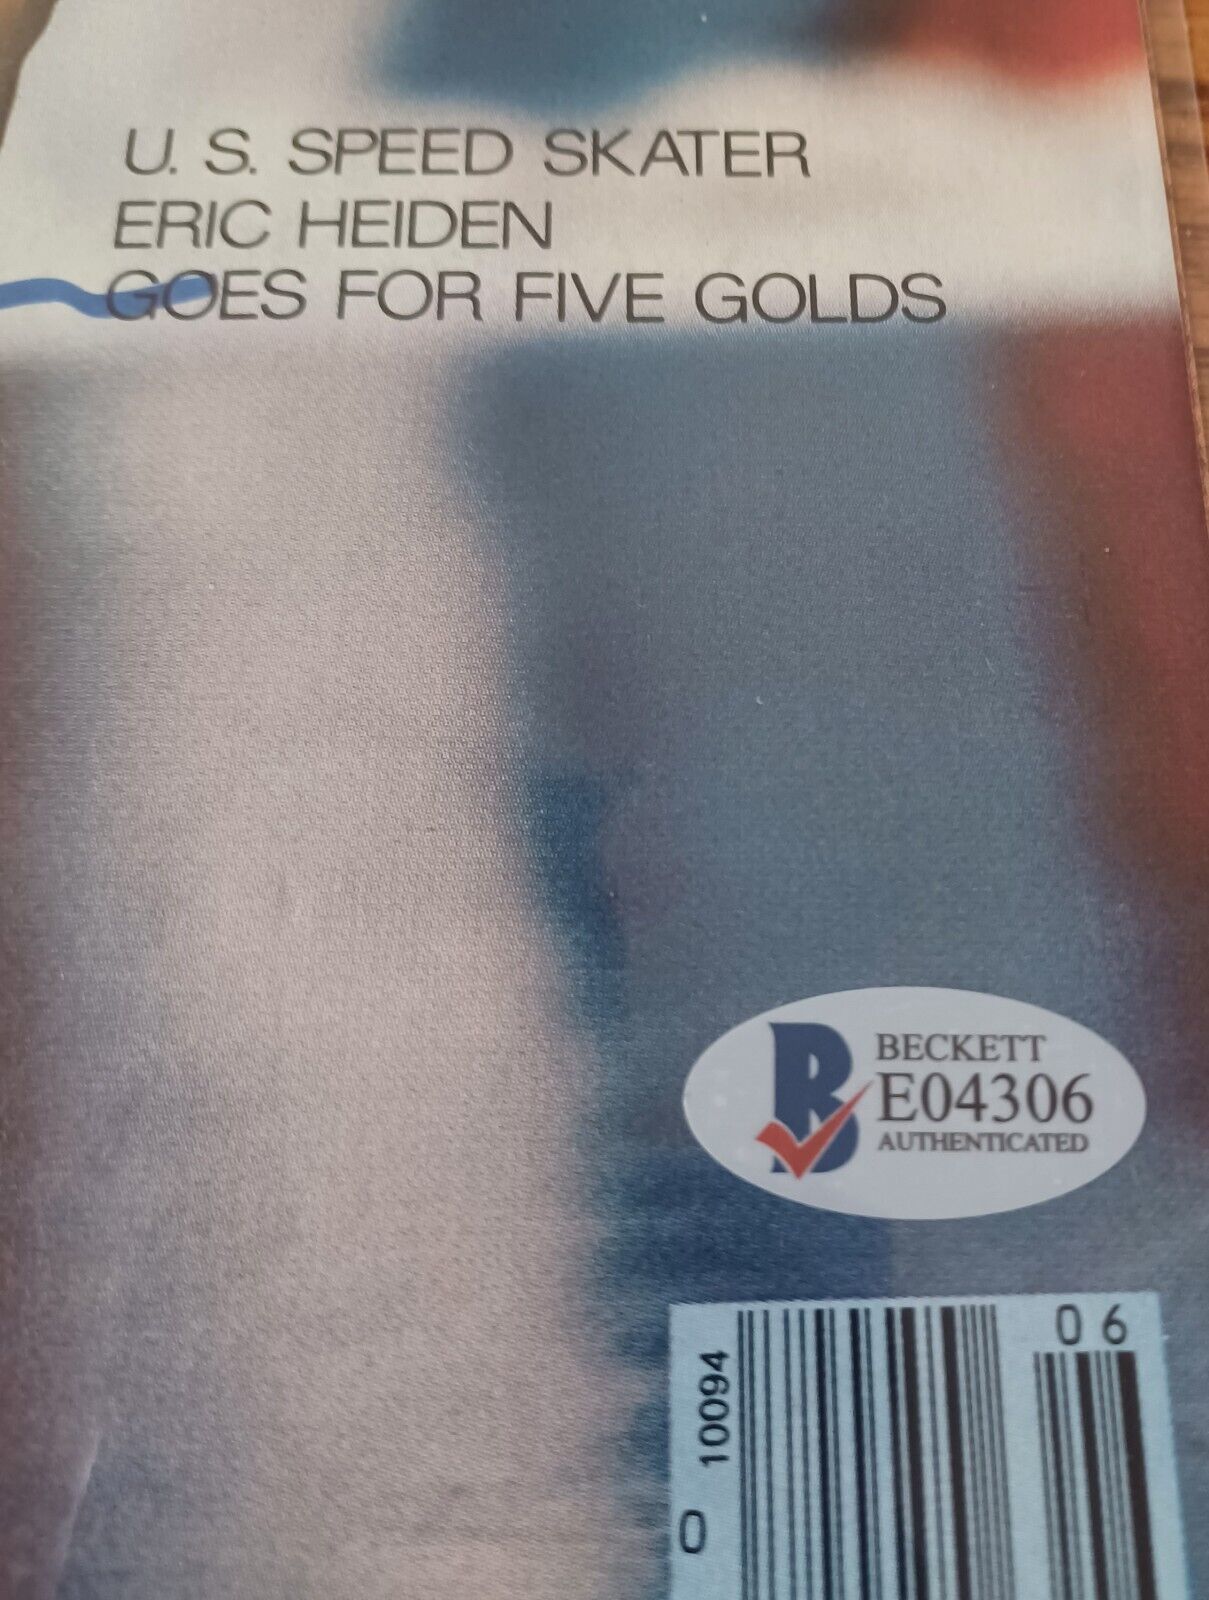 U. S. SPEED SKATER
ERIC HEIDEN
GOES FOR FIVE GOLDS
B
BECKETT
E04306
AUTHENTICATED
06
0 10094